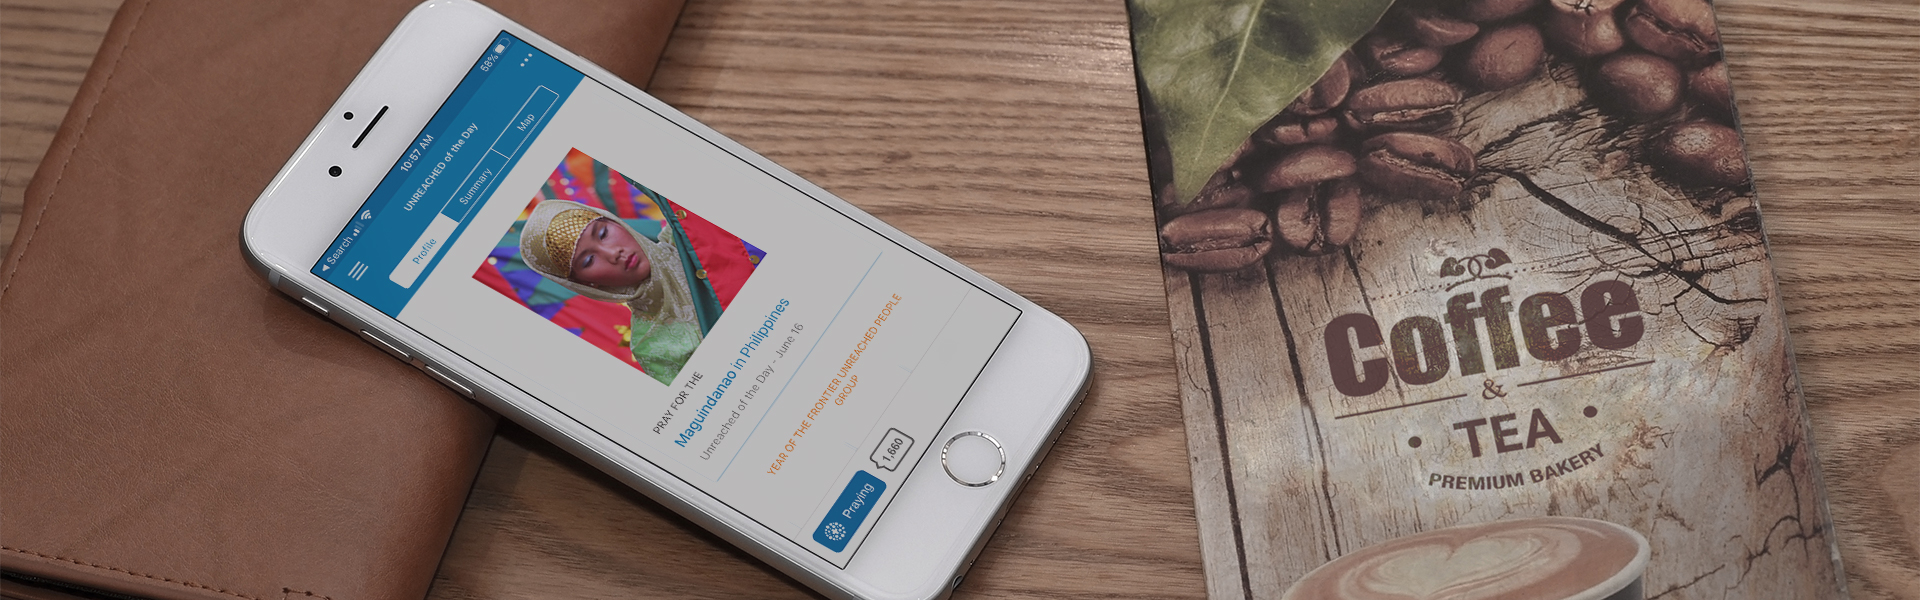 Search
10:57 AM
58%
UNREACHED of the Day
Profile
Summary
Map
PRAY FOR THE
Maguindanao in Philippines
Unreached of the Day - June 16
YEAR OF THE FRONTIER UNREACHED PEOPLE
GROUP
Praying
1,660
Coffee
&
• TEA •
PREMIUM BAKERY